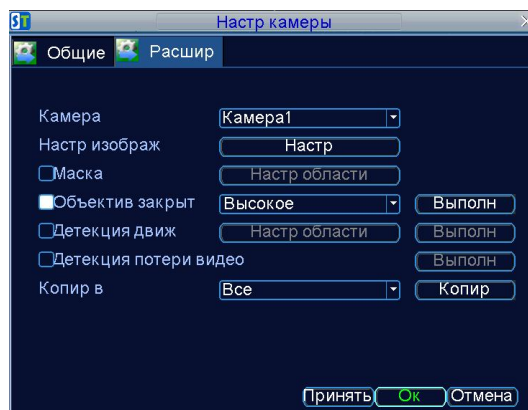 ST Настр камеры
Общие Расшир
Камера Камера1
Настр изображ Настр
Маска Настр области
Объектив закрыт Высокое Выполн
Детекция движ Настр области Выполн
Детекция потери видео Выполн
Копир в Все Копир
Принять Ок Отмена